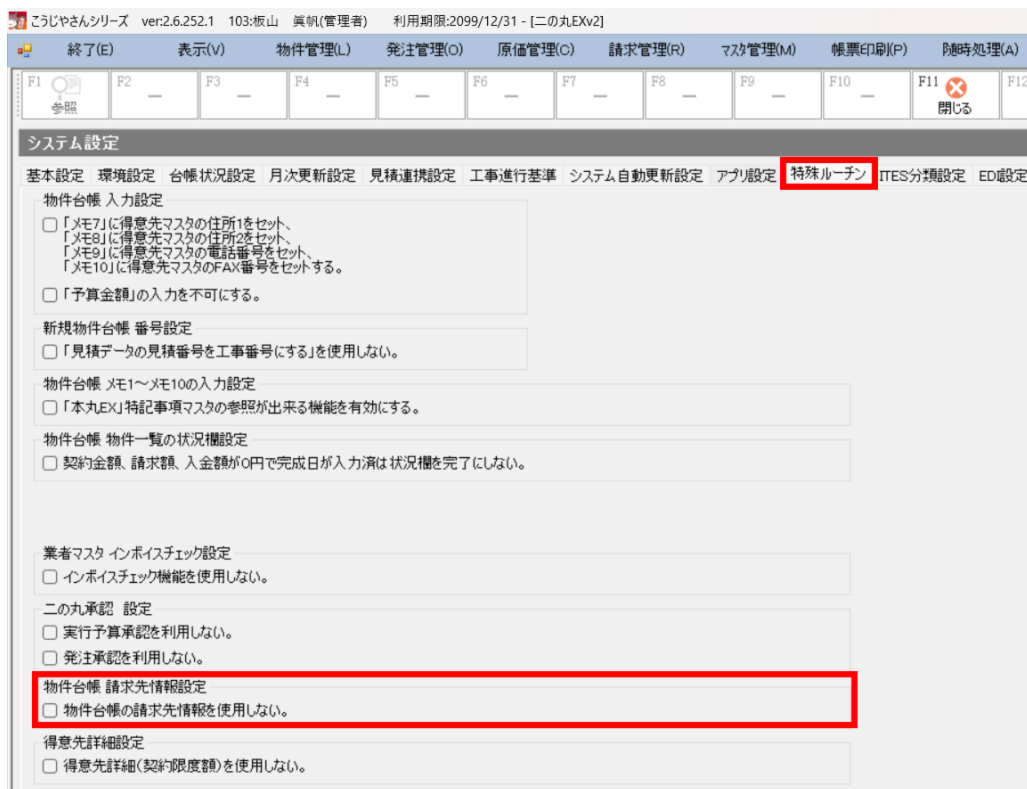 こうじやさんシリーズ ver:2.6.252.1 103:板山 眞帆(管理者) 利用期限:2099/12/31 - [二の丸EXv2]
終了(E) 表示(V) 物件管理(L) 発注管理(O) 原価管理(C) 請求管理(R) マスタ管理(M) 帳票印刷(P) 随時処理(A)
F1 F2 F3 F4 F5 F6 F7 F8 F9 F10 F11 F12
参照 — — — — — — — — — 閉じる
システム設定
基本設定 環境設定 台帳状況設定 月次更新設定 見積連携設定 工事進行基準 システム自動更新設定 アプリ設定 特殊ルーチン ITES分類設定 EDI設定
物件台帳 入力設定
「メモ7」に得意先マスタの住所1をセット、
「メモ8」に得意先マスタの住所2をセット、
「メモ9」に得意先マスタの電話番号をセット、
「メモ10」に得意先マスタのFAX番号をセットする。
「予算金額」の入力を不可にする。
新規物件台帳 番号設定
「見積データの見積番号を工事番号にする」を使用しない。
物件台帳 メモ1～メモ10の入力設定
「本丸EX」特記事項マスタの参照が出来る機能を有効にする。
物件台帳 物件一覧の状況欄設定
契約金額、請求額、入金額が0円で完成日が入力済は状況欄を完了にしない。
業者マスタ インボイスチェック設定
インボイスチェック機能を使用しない。
二の丸承認 設定
実行予算承認を利用しない。
発注承認を利用しない。
物件台帳 請求先情報設定
物件台帳の請求先情報を使用しない。
得意先詳細設定
得意先詳細(契約限度額)を使用しない。